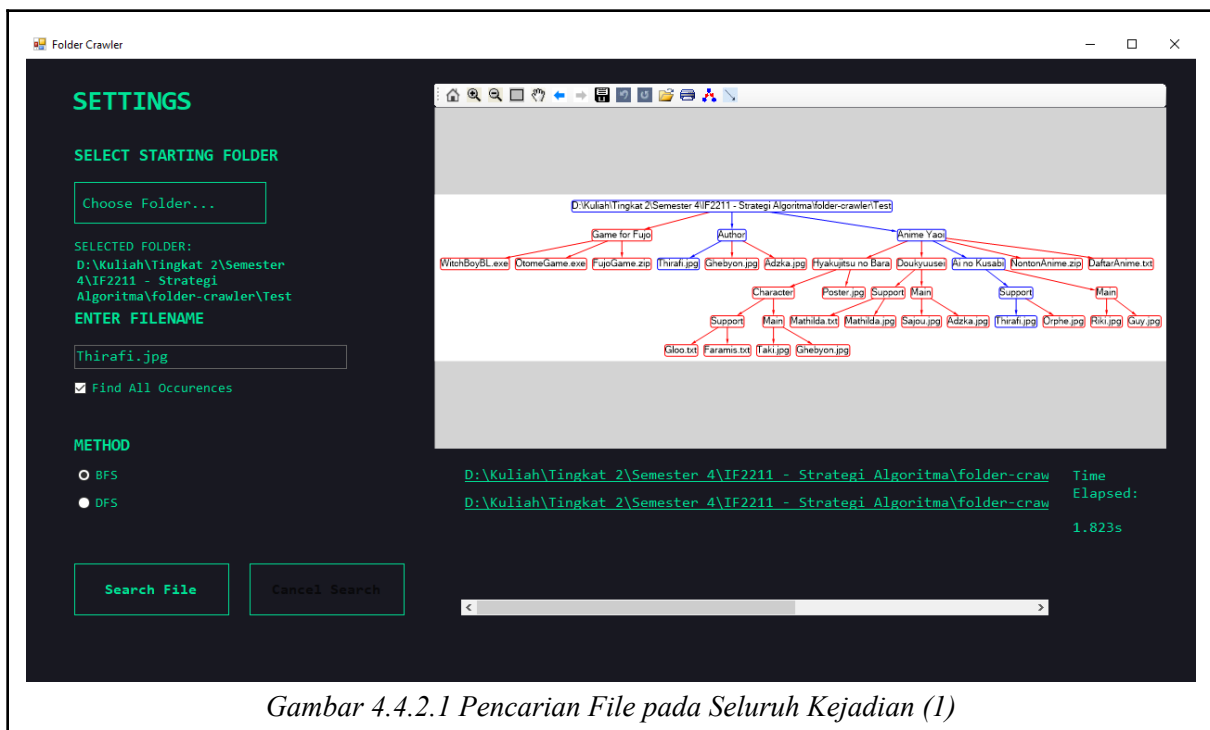 Folder Crawler
SETTINGS
SELECT STARTING FOLDER
Choose Folder...
SELECTED FOLDER:
D:\Kuliah\Tingkat 2\Semester
4\IF2211 - Strategi
Algoritma\folder-crawler\Test
ENTER FILENAME
Thirafi.jpg
Find All Occurences
METHOD
BFS
DFS
Search File
Cancel Search
D:\Kuliah\Tingkat 2\Semester 4\IF2211 - Strategi Algoritma\folder-crawler\Test
Game for Fujo Author Anime Yaoi
WitchBoyBL.exe OtomeGame.exe FujoGame.zip Thirafi.jpg Ghebyon.jpg Adzka.jpg Hyakujitsu no Bara Doukyuusei Ai no Kusabi NontonAnime.zip DaftarAnime.txt
Character Poster.jpg Support Main Support Main
Support Main Mathilda.txt Mathilda.jpg Sajou.jpg Adzka.jpg Thirafi.jpg Orphe.jpg Riki.jpg Guy.jpg
Gloo.txt Faramis.txt Taki.jpg Ghebyon.jpg
D:\Kuliah\Tingkat 2\Semester 4\IF2211 - Strategi Algoritma\folder-craw
D:\Kuliah\Tingkat 2\Semester 4\IF2211 - Strategi Algoritma\folder-craw
Time
Elapsed:
1.823s
Gambar 4.4.2.1 Pencarian File pada Seluruh Kejadian (1)